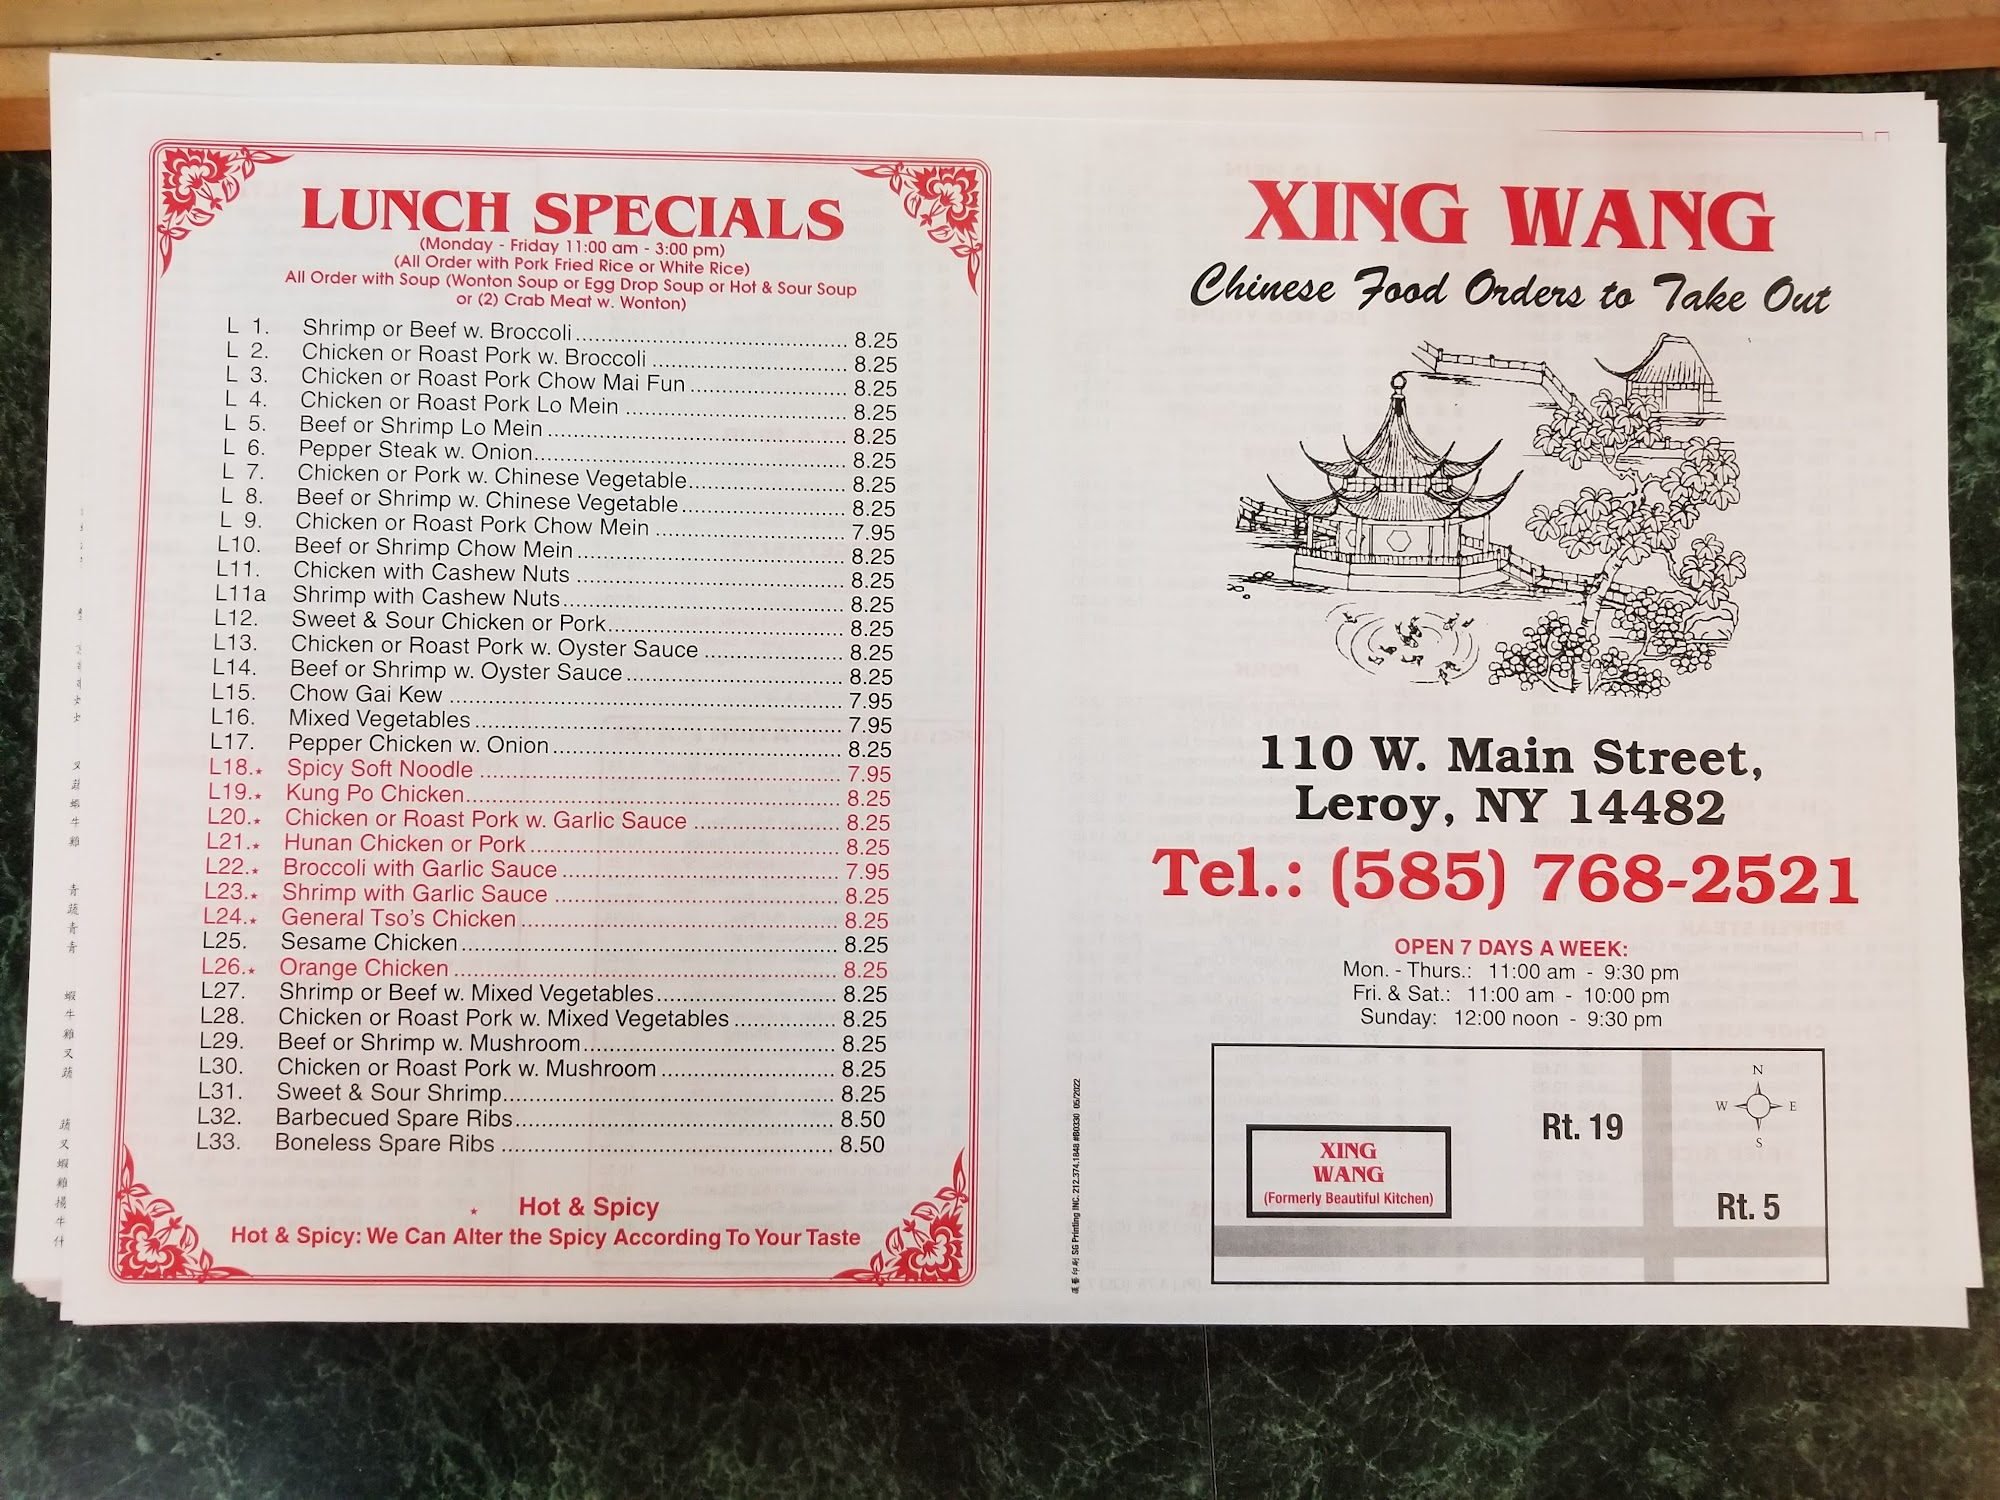 LUNCH SPECIALS
(Monday - Friday 11:00 am - 3:00 pm)
(All Order with Pork Fried Rice or White Rice)
All Order with Soup (Wonton Soup or Egg Drop Soup or Hot & Sour Soup
or (2) Crab Meat w. Wonton)
L 1. Shrimp or Beef w. Broccoli 8.25
L 2. Chicken or Roast Pork w. Broccoli 8.25
L 3. Chicken or Roast Pork Chow Mai Fun 8.25
L 4. Chicken or Roast Pork Lo Mein 8.25
L 5. Beef or Shrimp Lo Mein 8.25
L 6. Pepper Steak w. Onion 8.25
L 7. Chicken or Pork w. Chinese Vegetable 8.25
L 8. Beef or Shrimp w. Chinese Vegetable 8.25
L 9. Chicken or Roast Pork Chow Mein 7.95
L10. Beef or Shrimp Chow Mein 8.25
L11. Chicken with Cashew Nuts 8.25
L11a Shrimp with Cashew Nuts 8.25
L12. Sweet & Sour Chicken or Pork 8.25
L13. Chicken or Roast Pork w. Oyster Sauce 8.25
L14. Beef or Shrimp w. Oyster Sauce 8.25
L15. Chow Gai Kew 7.95
L16. Mixed Vegetables 7.95
L17. Pepper Chicken w. Onion 8.25
L18.★ Spicy Soft Noodle 7.95
L19.★ Kung Po Chicken 8.25
L20.★ Chicken or Roast Pork w. Garlic Sauce 8.25
L21.★ Hunan Chicken or Pork 8.25
L22.★ Broccoli with Garlic Sauce 7.95
L23.★ Shrimp with Garlic Sauce 8.25
L24.★ General Tso's Chicken 8.25
L25. Sesame Chicken 8.25
L26.★ Orange Chicken 8.25
L27. Shrimp or Beef w. Mixed Vegetables 8.25
L28. Chicken or Roast Pork w. Mixed Vegetables 8.25
L29. Beef or Shrimp w. Mushroom 8.25
L30. Chicken or Roast Pork w. Mushroom 8.25
L31. Sweet & Sour Shrimp 8.25
L32. Barbecued Spare Ribs 8.50
L33. Boneless Spare Ribs 8.50
★ Hot & Spicy
Hot & Spicy: We Can Alter the Spicy According To Your Taste
XING WANG
Chinese Food Orders to Take Out
110 W. Main Street,
Leroy, NY 14482
Tel.: (585) 768-2521
OPEN 7 DAYS A WEEK:
Mon. - Thurs.: 11:00 am - 9:30 pm
Fri. & Sat.: 11:00 am - 10:00 pm
Sunday: 12:00 noon - 9:30 pm
N
W E
S
Rt. 19
XING
WANG
(Formerly Beautiful Kitchen)
Rt. 5
SG Printing INC. 212.374.1848 #B0330 05/2022